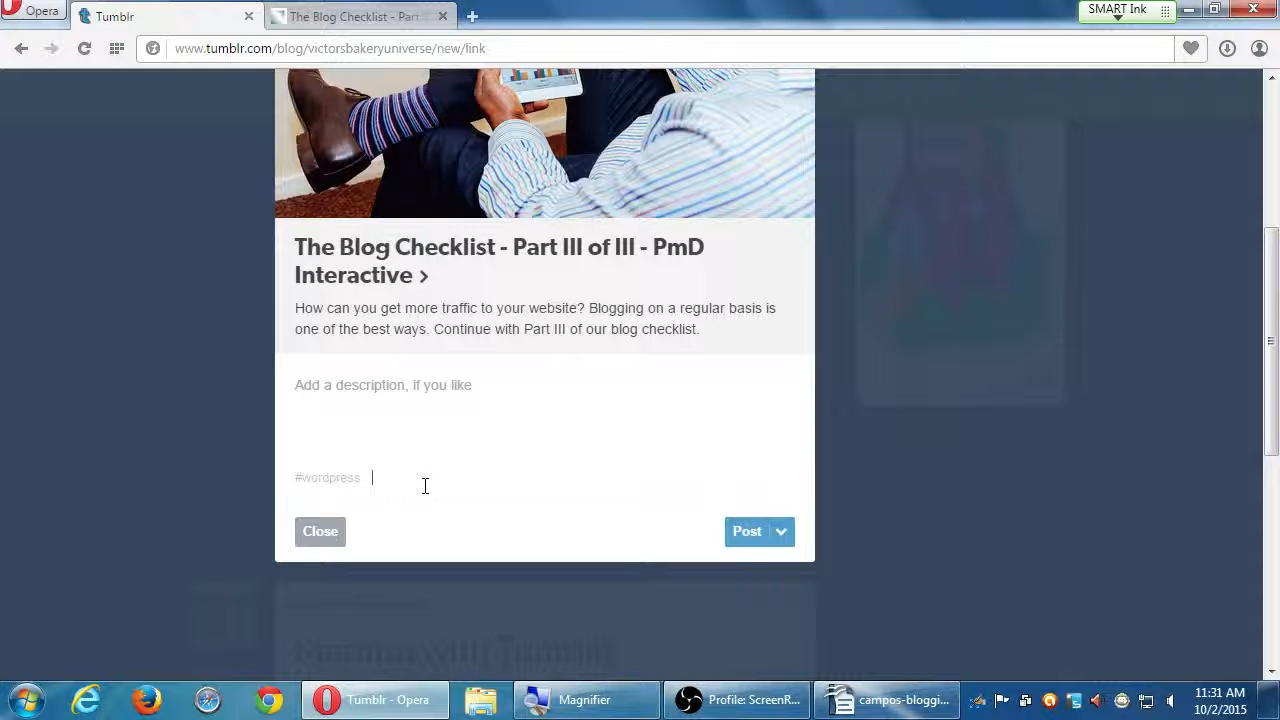 Opera
Tumblr
The Blog Checklist - Part
SMART Ink
www.tumblr.com/blog/victorsbakeryuniverse/new/link
The Blog Checklist - Part III of III - PmD
Interactive >
How can you get more traffic to your website? Blogging on a regular basis is
one of the best ways. Continue with Part III of our blog checklist.
Add a description, if you like
#wordpress
Close
Post
Tumblr - Opera
Magnifier
Profile: ScreenR...
campos-bloggi...
11:31 AM
10/2/2015